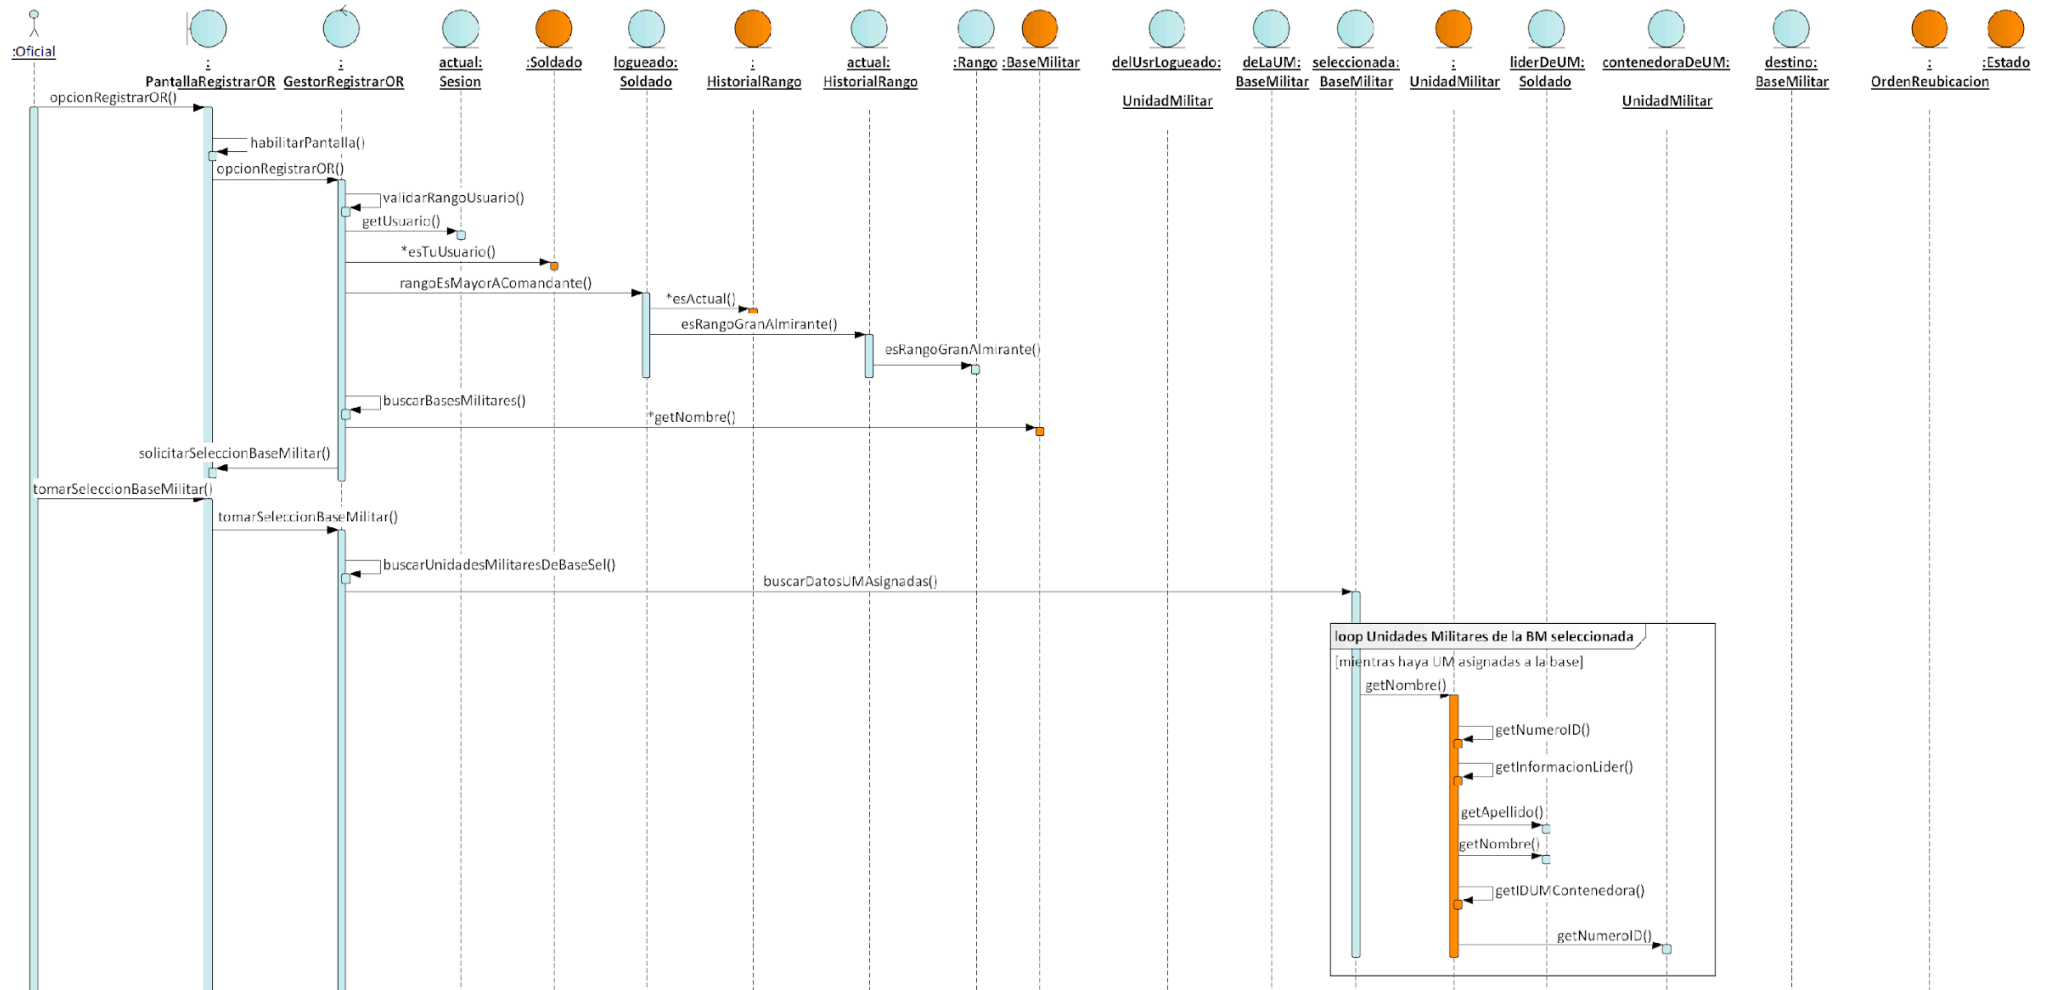 :Oficial
:
PantallaRegistrarOR
:
GestorRegistrarOR
actual:
Sesion
:Soldado
logueado:
Soldado
:
HistorialRango
actual:
HistorialRango
:Rango
:BaseMilitar
delUsrLogueado:
UnidadMilitar
deLaUM:
BaseMilitar
seleccionada:
BaseMilitar
:
UnidadMilitar
liderDeUM:
Soldado
contenedoraDeUM:
UnidadMilitar
destino:
BaseMilitar
:
OrdenReubicacion
:Estado
opcionRegistrarOR()
habilitarPantalla()
opcionRegistrarOR()
validarRangoUsuario()
getUsuario()
*esTuUsuario()
rangoEsMayorAComandante()
*esActual()
esRangoGranAlmirante()
esRangoGranAlmirante()
buscarBasesMilitares()
*getNombre()
solicitarSeleccionBaseMilitar()
tomarSeleccionBaseMilitar()
tomarSeleccionBaseMilitar()
buscarUnidadesMilitaresDeBaseSel()
buscarDatosUMAsignadas()
loop Unidades Militares de la BM seleccionada
[mientras haya UM asignadas a la base]
getNombre()
getNumeroID()
getInformacionLider()
getApellido()
getNombre()
getIDUMContenedora()
getNumeroID()